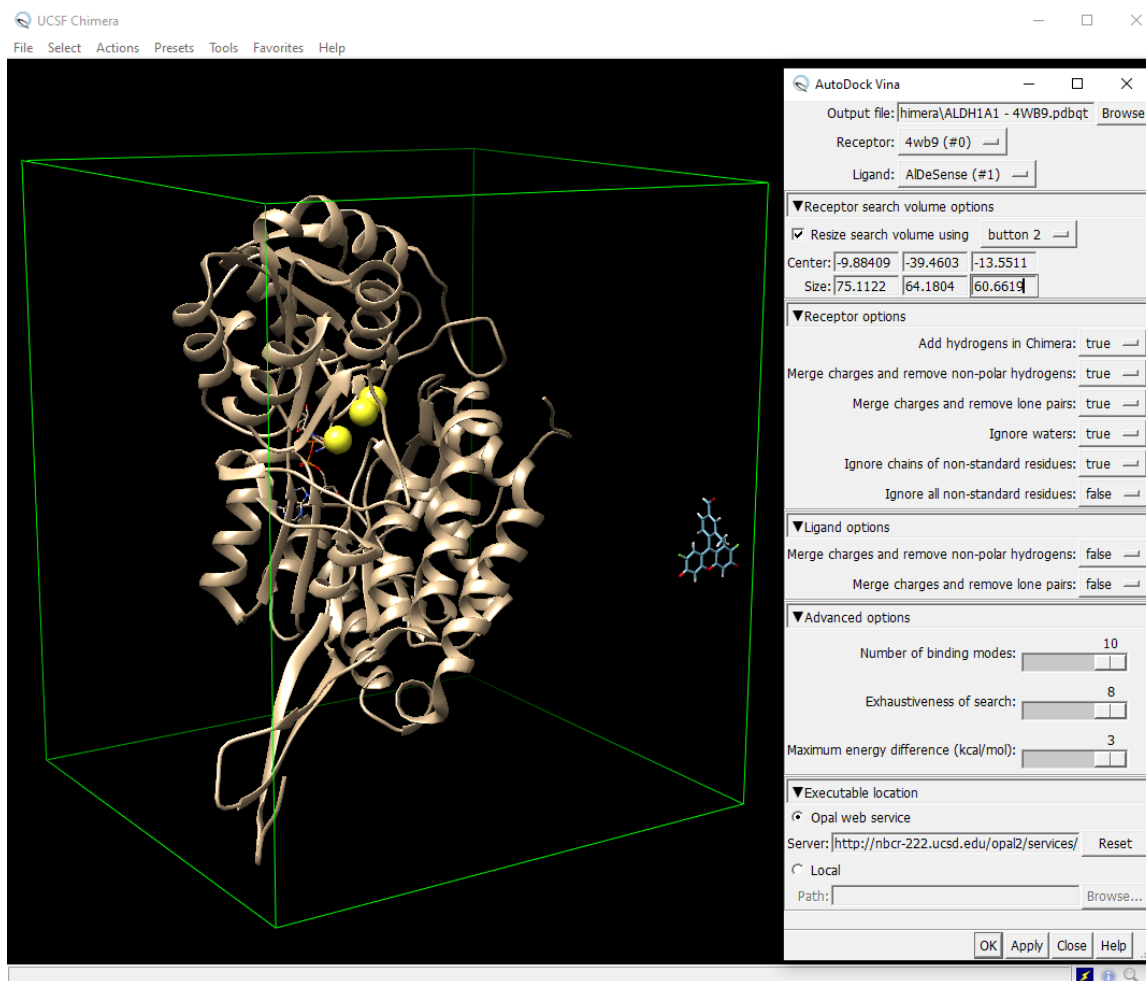 UCSF Chimera
File Select Actions Presets Tools Favorites Help
AutoDock Vina
Output file: himera\ALDH1A1 - 4WB9.pdbqt Browse
Receptor: 4wb9 (#0)
Ligand: AlDeSense (#1)
▼Receptor search volume options
Resize search volume using button 2
Center: -9.88409 -39.4603 -13.5511
Size: 75.1122 64.1804 60.6619
▼Receptor options
Add hydrogens in Chimera: true
Merge charges and remove non-polar hydrogens: true
Merge charges and remove lone pairs: true
Ignore waters: true
Ignore chains of non-standard residues: true
Ignore all non-standard residues: false
▼Ligand options
Merge charges and remove non-polar hydrogens: false
Merge charges and remove lone pairs: false
▼Advanced options
Number of binding modes: 10
Exhaustiveness of search: 8
Maximum energy difference (kcal/mol): 3
▼Executable location
Opal web service
Server: http://nbcr-222.ucsd.edu/opal2/services/ Reset
Local
Path: Browse...
OK Apply Close Help